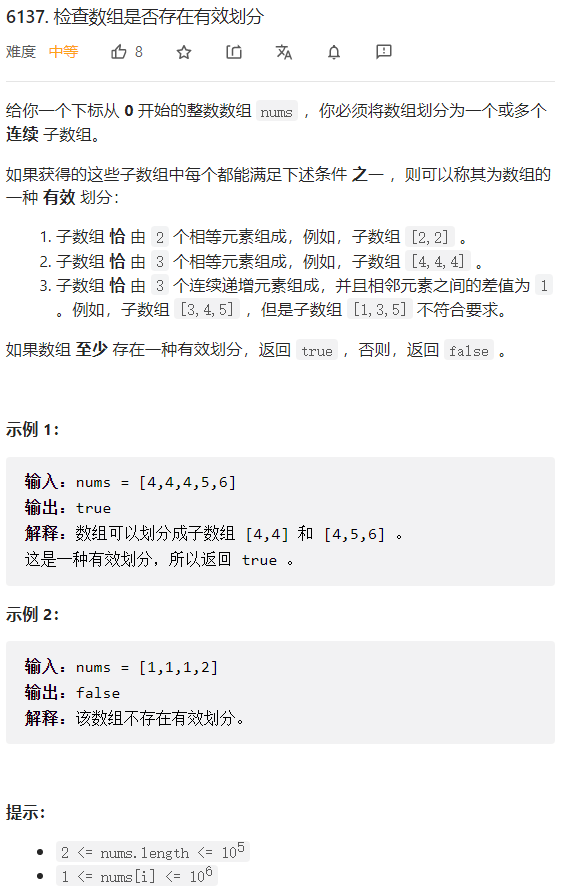 6137. 检查数组是否存在有效划分
难度 中等 8
给你一个下标从 0 开始的整数数组 nums ，你必须将数组划分为一个或多个
连续 子数组。
如果获得的这些子数组中每个都能满足下述条件 之一 ，则可以称其为数组的
一种 有效 划分：
1. 子数组 恰 由 2 个相等元素组成，例如，子数组 [2,2] 。
2. 子数组 恰 由 3 个相等元素组成，例如，子数组 [4,4,4] 。
3. 子数组 恰 由 3 个连续递增元素组成，并且相邻元素之间的差值为 1
。例如，子数组 [3,4,5] ，但是子数组 [1,3,5] 不符合要求。
如果数组 至少 存在一种有效划分，返回 true ，否则，返回 false 。
示例 1：
输入：nums = [4,4,4,5,6]
输出：true
解释：数组可以划分成子数组 [4,4] 和 [4,5,6] 。
这是一种有效划分，所以返回 true 。
示例 2：
输入：nums = [1,1,1,2]
输出：false
解释：该数组不存在有效划分。
提示：
• 2 <= nums.length <= 10⁵
• 1 <= nums[i] <= 10⁶